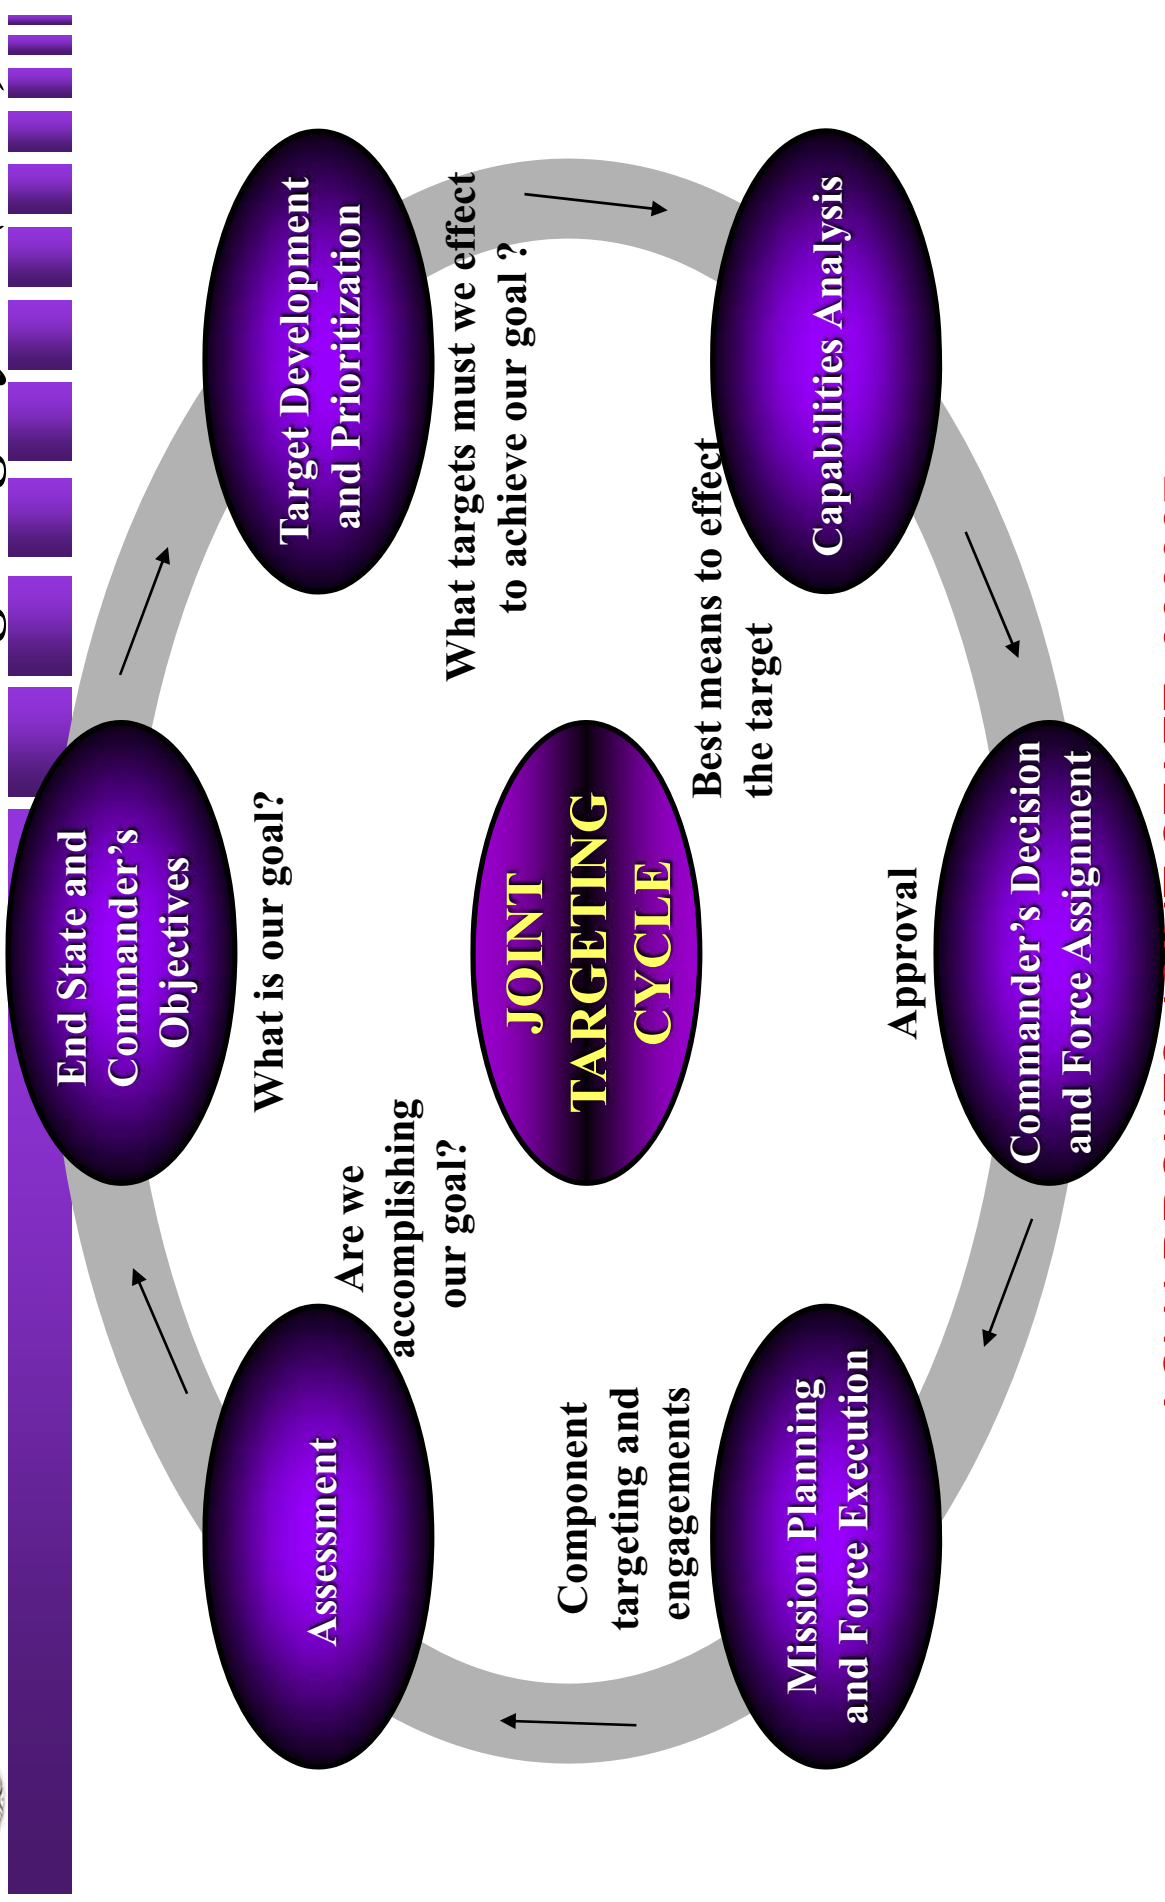 End State and
Commander’s
Objectives
What is our goal?
Target Development
and Prioritization
What targets must we effect
to achieve our goal ?
Capabilities Analysis
Best means to effect
the target
Commander’s Decision
and Force Assignment
Approval
Mission Planning
and Force Execution
Component
targeting and
engagements
Assessment
Are we
accomplishing
our goal?
JOINT
TARGETING
CYCLE